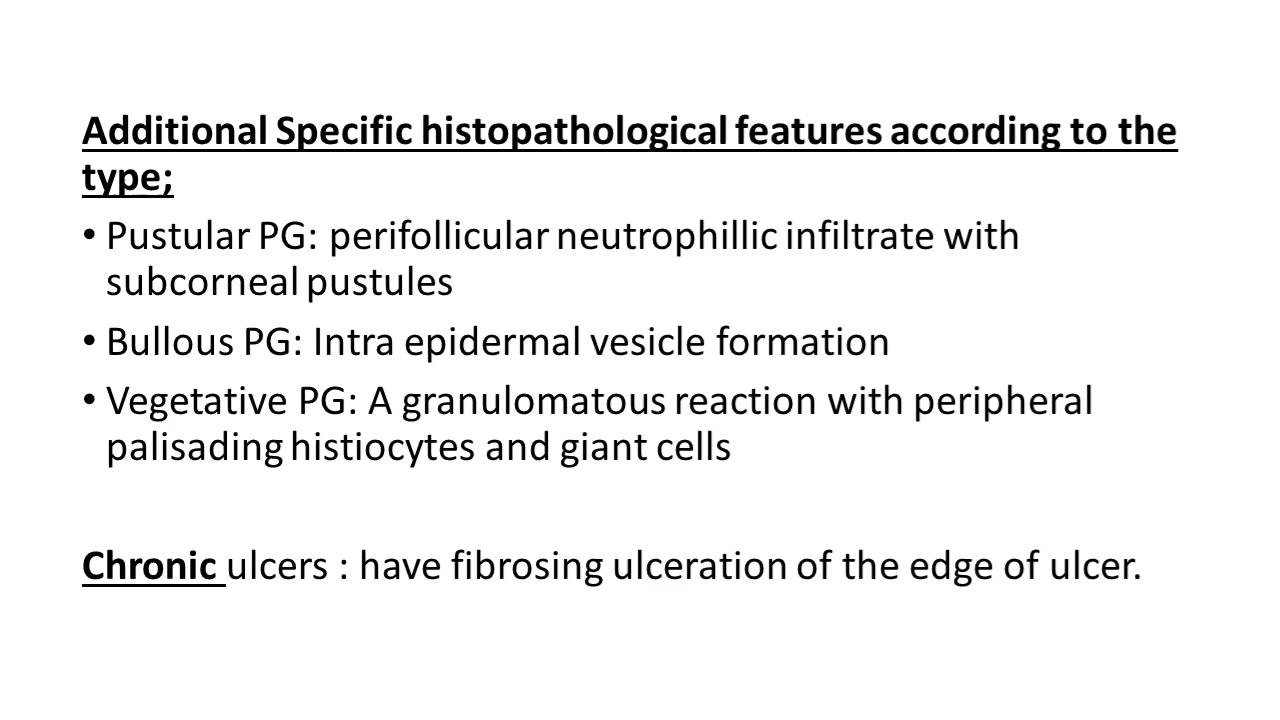 Additional Specific histopathological features according to the
type;
• Pustular PG: perifollicular neutrophillic infiltrate with
subcorneal pustules
• Bullous PG: Intra epidermal vesicle formation
• Vegetative PG: A granulomatous reaction with peripheral
palisading histiocytes and giant cells
Chronic ulcers : have fibrosing ulceration of the edge of ulcer.